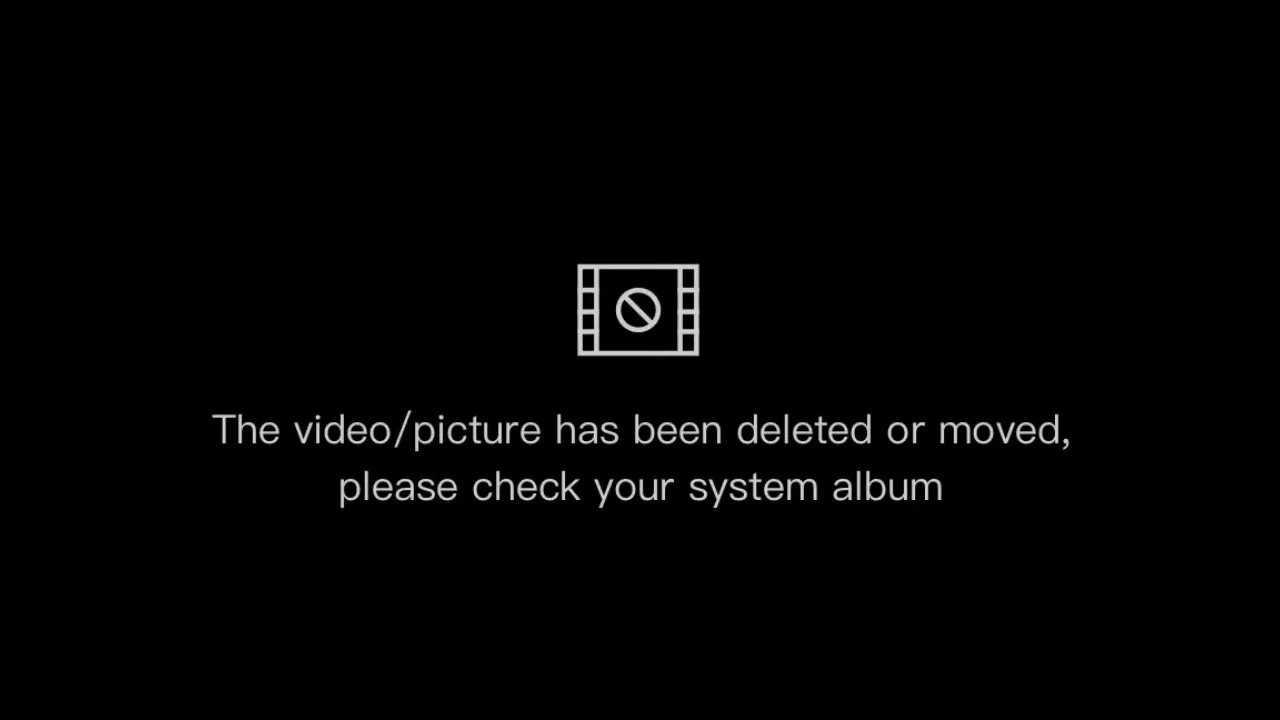 The video/picture has been deleted or moved,
please check your system album